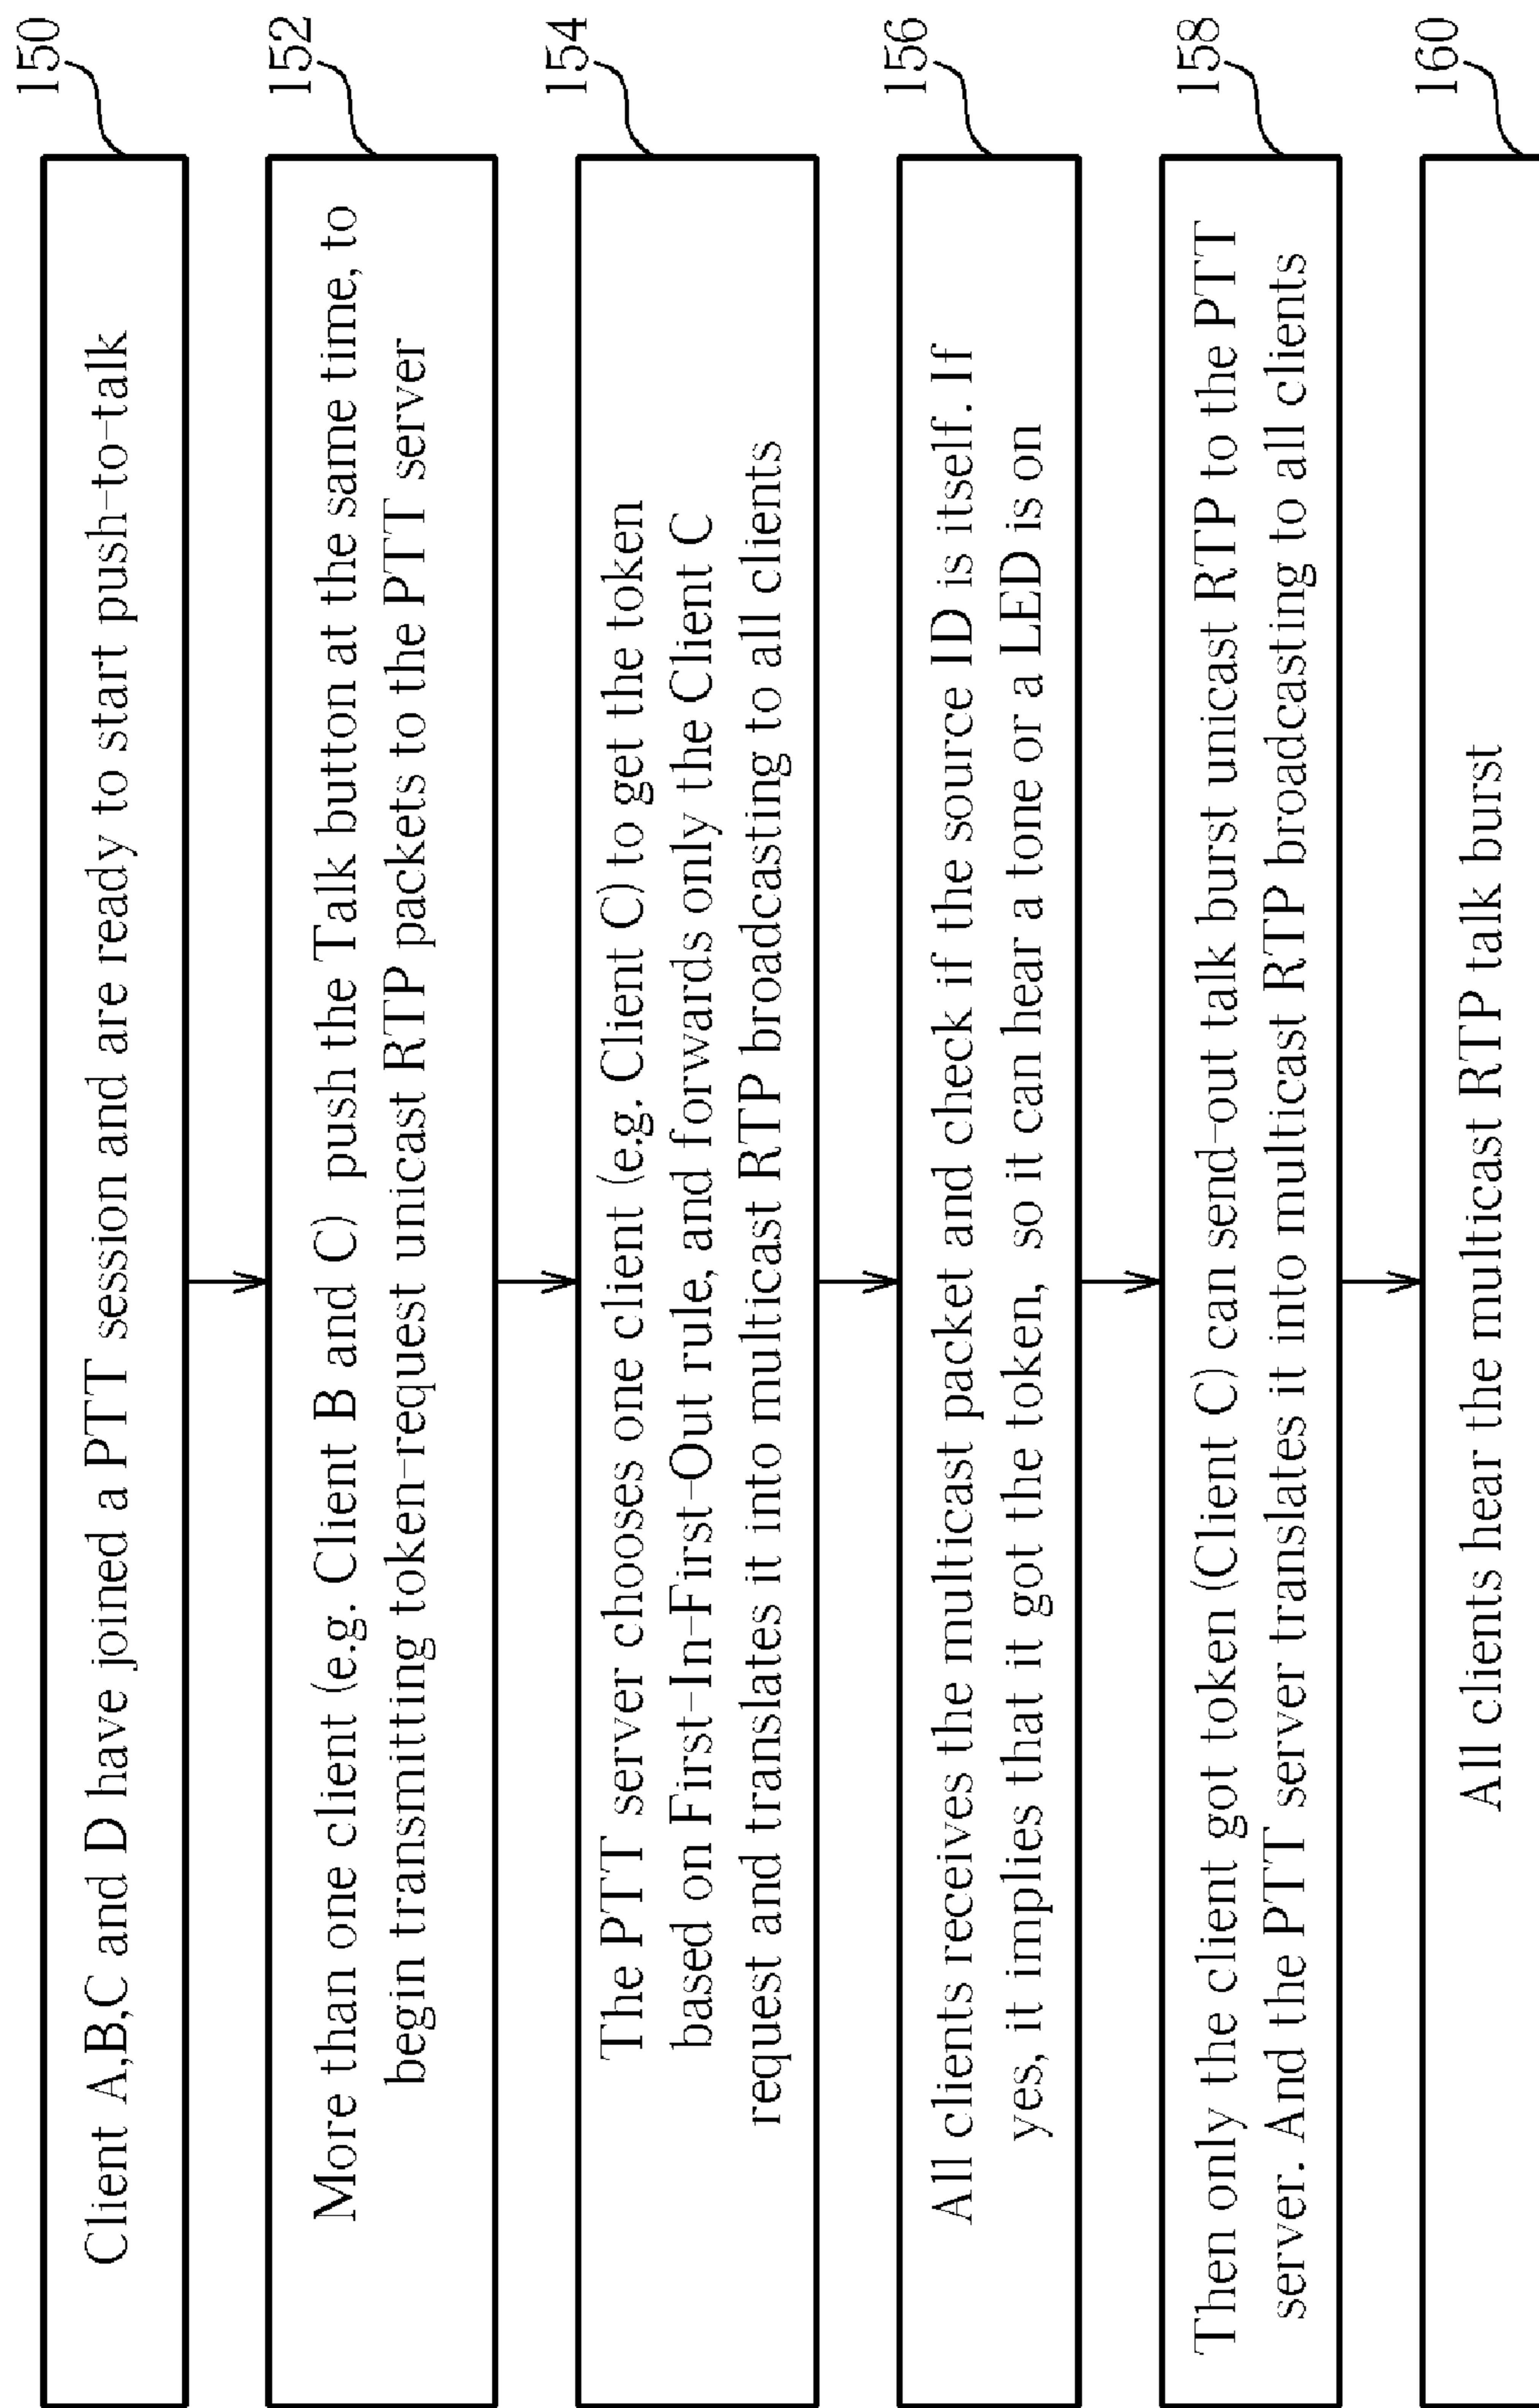 150
Client A,B,C and D have joined a PTT session and are ready to start push-to-talk
152
More than one client (e.g. Client B and C) push the Talk button at the same time, to
begin transmitting token-request unicast RTP packets to the PTT server
154
The PTT server chooses one client (e.g. Client C) to get the token
based on First-In-First-Out rule, and forwards only the Client C
request and translates it into multicast RTP broadcasting to all clients
156
All clients receives the multicast packet and check if the source ID is itself. If
yes, it implies that it got the token, so it can hear a tone or a LED is on
158
Then only the client got token (Client C) can send-out talk burst unicast RTP to the PTT
server. And the PTT server translates it into multicast RTP broadcasting to all clients
160
All clients hear the multicast RTP talk burst